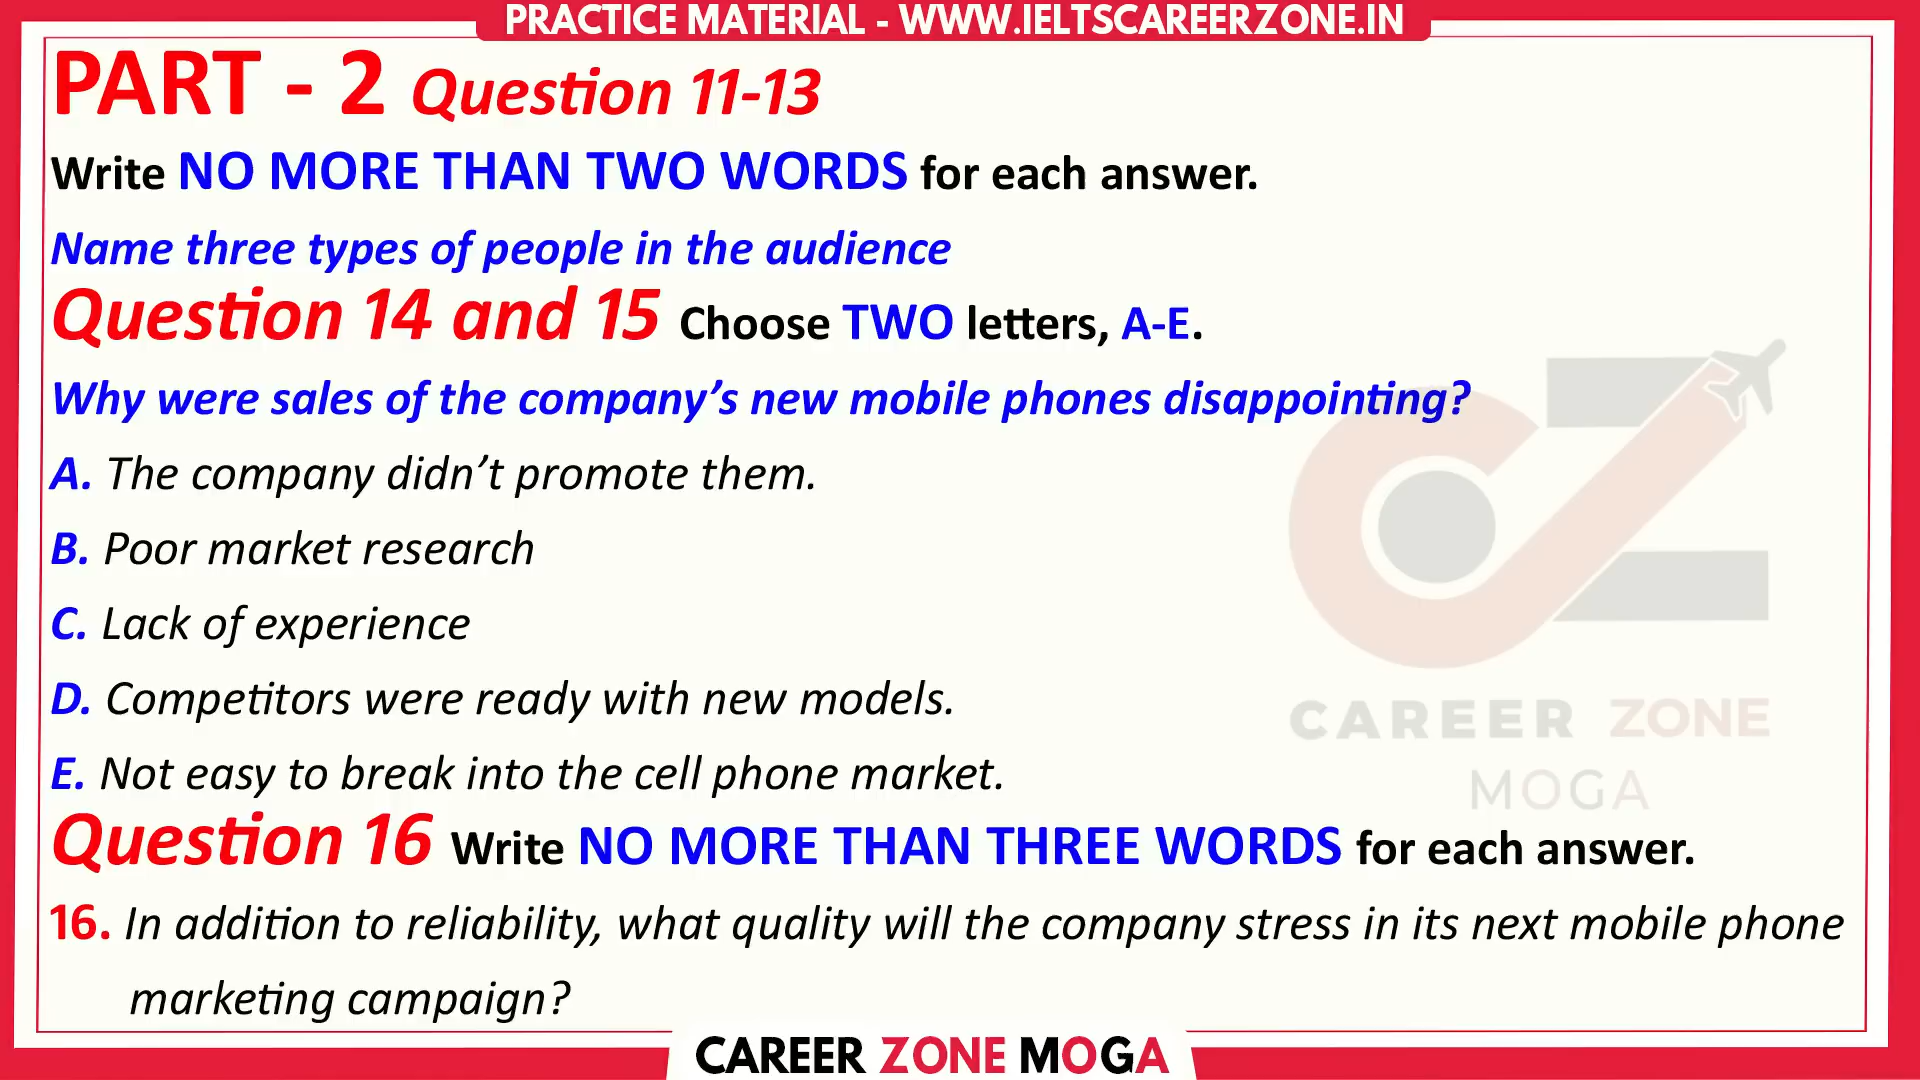 PRACTICE MATERIAL - WWW.IELTSCAREERZONE.IN
PART - 2 Question 11-13
Write NO MORE THAN TWO WORDS for each answer.
Name three types of people in the audience
Question 14 and 15 Choose TWO letters, A-E.
Why were sales of the company’s new mobile phones disappointing?
A. The company didn’t promote them.
B. Poor market research
C. Lack of experience
D. Competitors were ready with new models.
CAREER ZONE
E. Not easy to break into the cell phone market.
MOGA
Question 16 Write NO MORE THAN THREE WORDS for each answer.
16. In addition to reliability, what quality will the company stress in its next mobile phone
marketing campaign?
CAREER ZONE MOGA